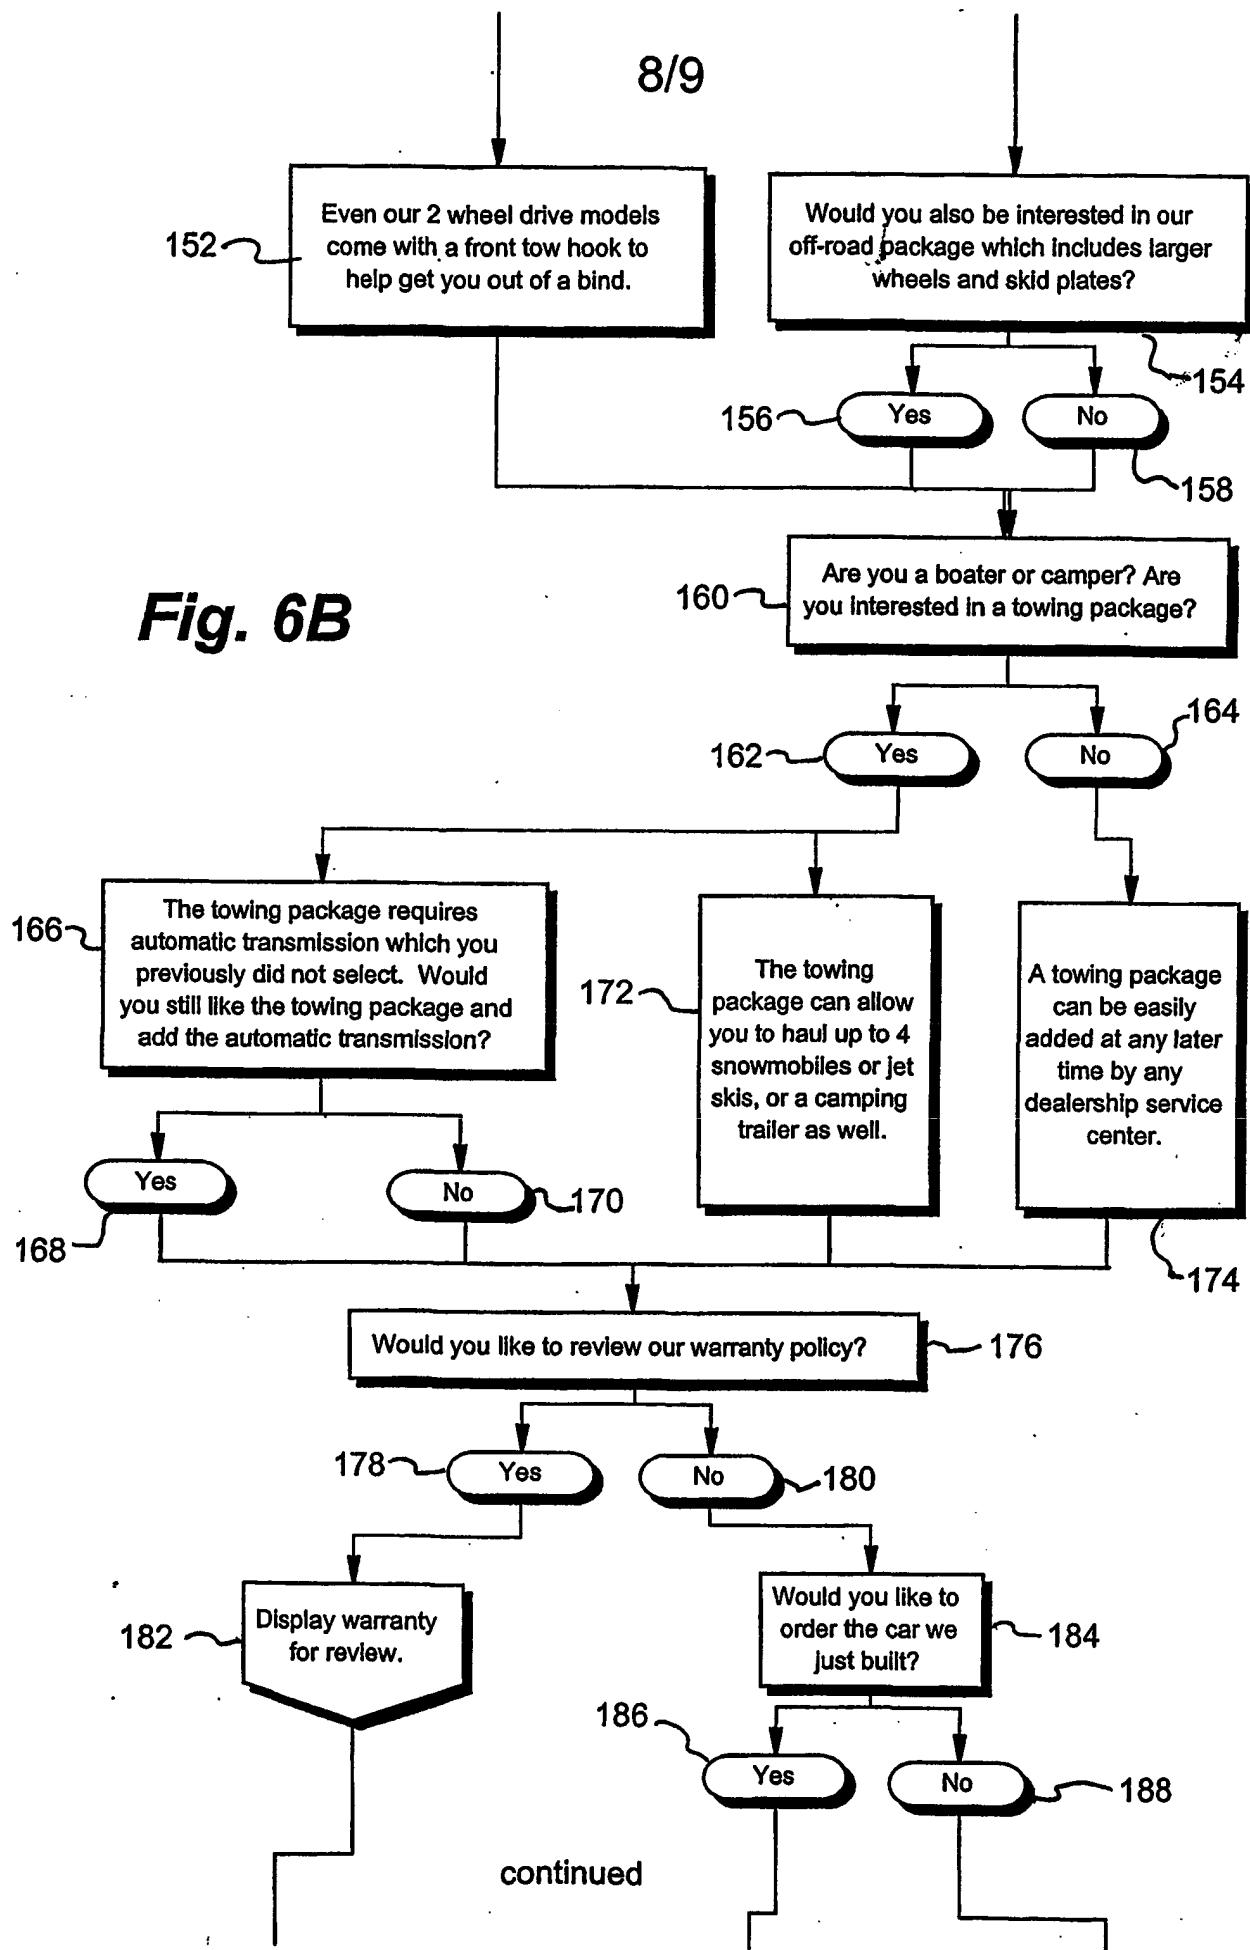 8/9
Even our 2 wheel drive models
come with a front tow hook to
help get you out of a bind.
152
Would you also be interested in our
off-road package which includes larger
wheels and skid plates?
154
156
Yes
No
158
Fig. 6B
160
Are you a boater or camper? Are
you interested in a towing package?
162
Yes
No
164
166
The towing package requires
automatic transmission which you
previously did not select. Would
you still like the towing package and
add the automatic transmission?
172
The towing
package can allow
you to haul up to 4
snowmobiles or jet
skis, or a camping
trailer as well.
A towing package
can be easily
added at any later
time by any
dealership service
center.
174
Yes
168
No
170
Would you like to review our warranty policy?
176
178
Yes
No
180
182
Display warranty
for review.
Would you like to
order the car we
just built?
184
186
Yes
No
188
continued